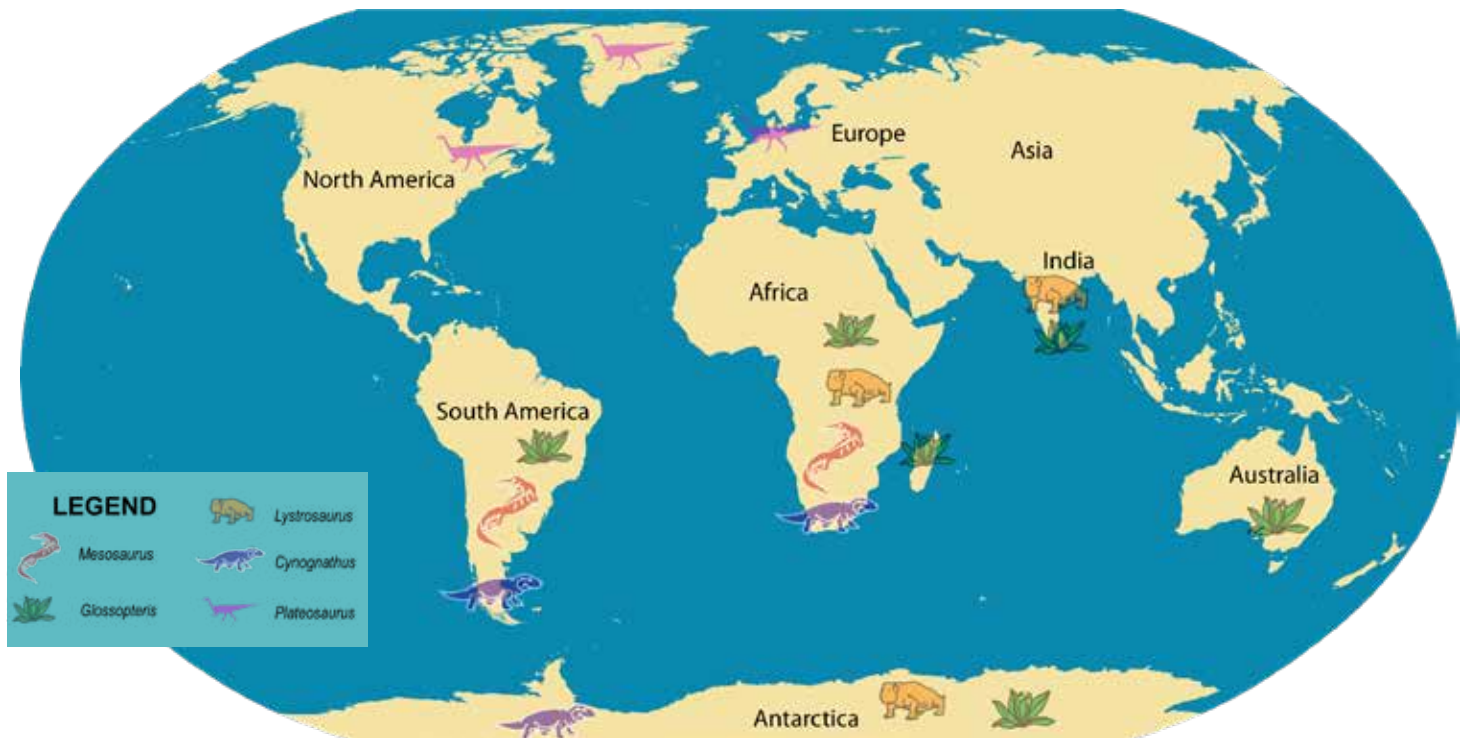 Europe
Asia
North America
India
Africa
South America
Australia
Antarctica
LEGEND
Lystrosaurus
Mesosaurus
Cynognathus
Glossopteris
Plateosaurus